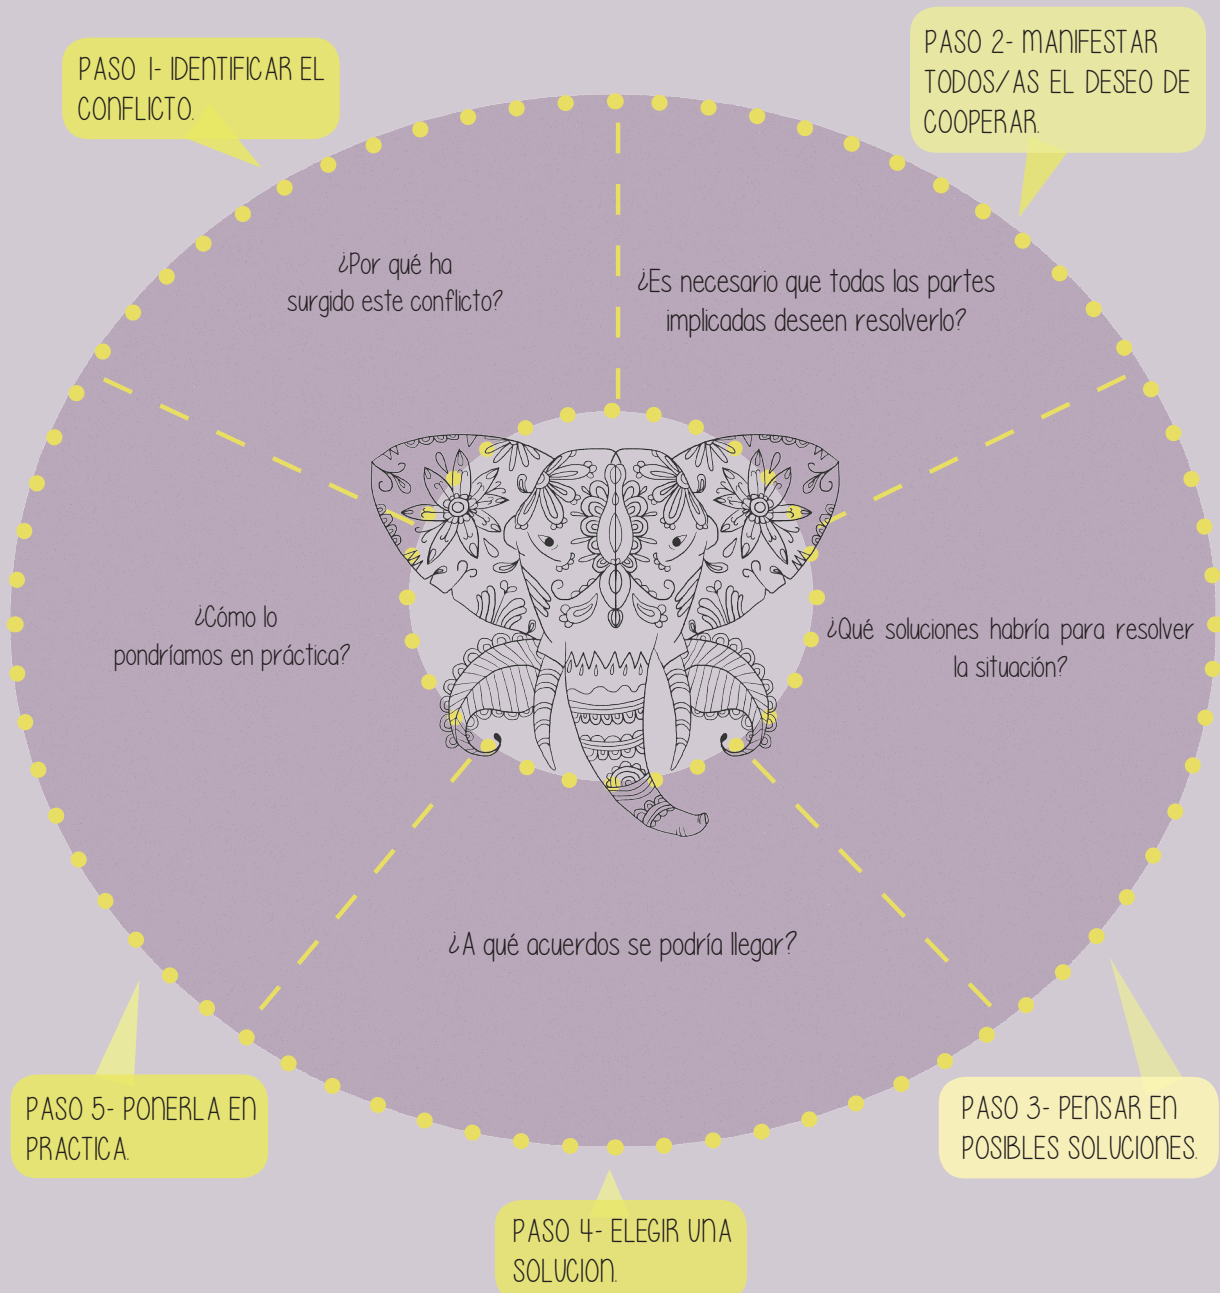 PASO 1- IDENTIFICAR EL
CONFLICTO.
PASO 2- MANIFESTAR
TODOS/AS EL DESEO DE
COOPERAR.
¿Por qué ha
surgido este conflicto?
¿Es necesario que todas las partes
implicadas deseen resolverlo?
¿Cómo lo
pondríamos en práctica?
¿Qué soluciones habría para resolver
la situación?
¿A qué acuerdos se podría llegar?
PASO 5- PONERLA EN
PRACTICA.
PASO 3- PENSAR EN
POSIBLES SOLUCIONES.
PASO 4- ELEGIR UNA
SOLUCION.